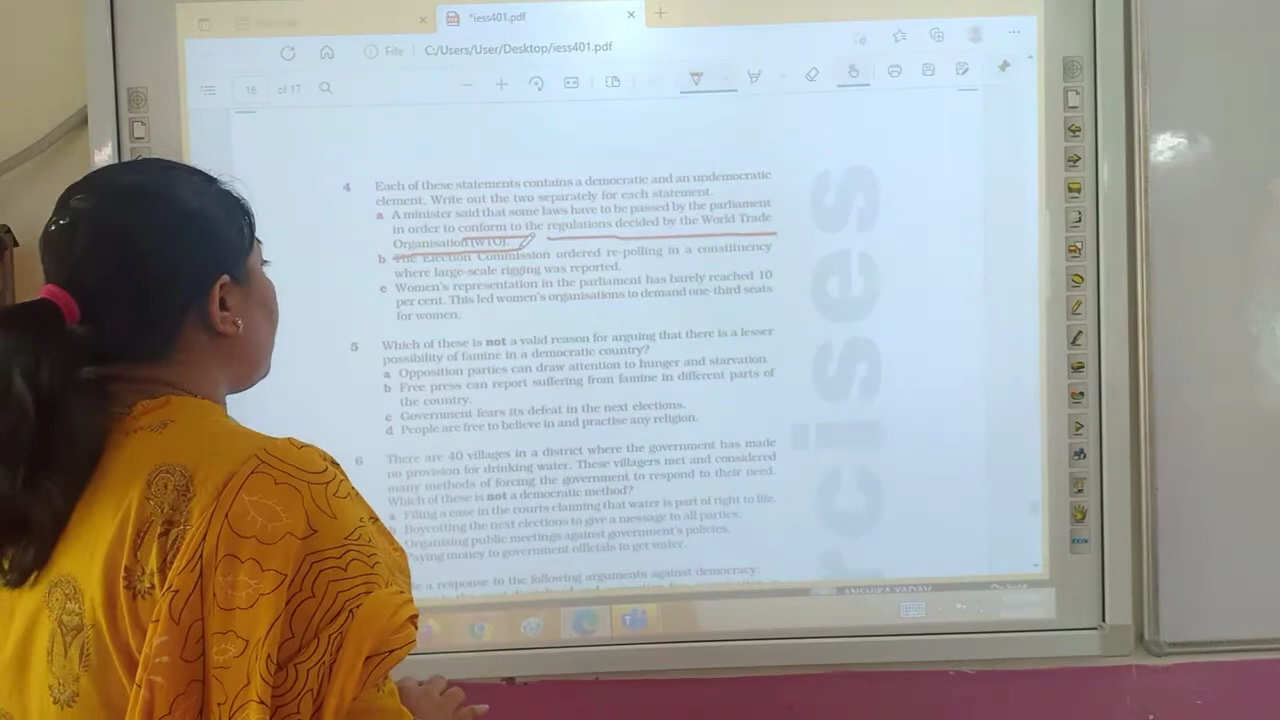 *iess401.pdf
File C:/Users/User/Desktop/iess401.pdf
16 of 17
4 Each of these statements contains a democratic and an undemocratic
element. Write out the two separately for each statement.
a A minister said that some laws have to be passed by the parliament
in order to conform to the regulations decided by the World Trade
Organisation (WTO).
b The Election Commission ordered re-polling in a constituency
where large-scale rigging was reported.
c Women's representation in the parliament has barely reached 10
per cent. This led women's organisations to demand one-third seats
for women.
5 Which of these is not a valid reason for arguing that there is a lesser
possibility of famine in a democratic country?
a Opposition parties can draw attention to hunger and starvation.
b Free press can report suffering from famine in different parts of
the country.
c Government fears its defeat in the next elections.
d People are free to believe in and practise any religion.
6 There are 40 villages in a district where the government has made
no provision for drinking water. These villagers met and considered
many methods of forcing the government to respond to their need.
Which of these is not a democratic method?
a Filing a case in the courts claiming that water is part of right to life.
b Boycotting the next elections to give a message to all parties.
Organising public meetings against government's policies.
Paying money to government officials to get water.
a response to the following arguments against democracy:
rcises